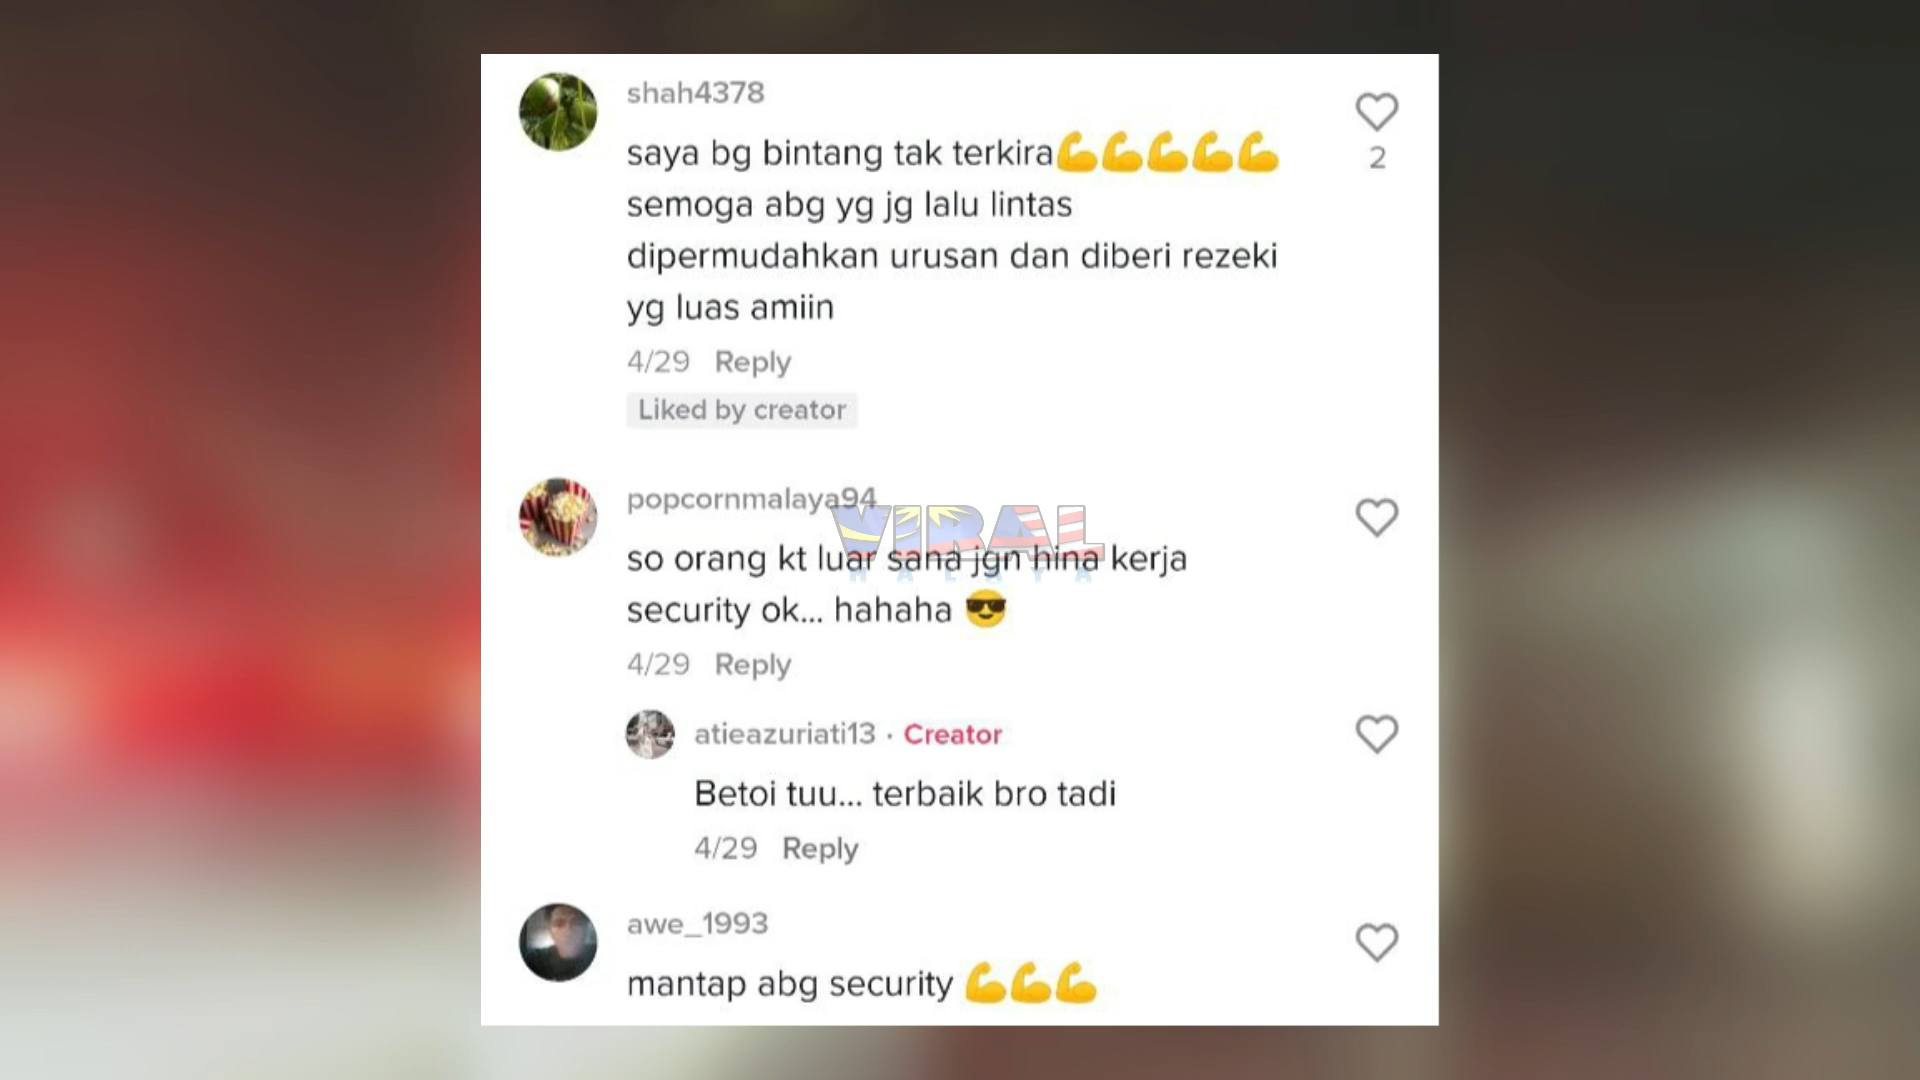 shah4378
saya bg bintang tak terkira💪💪💪💪💪
2
semoga abg yg jg lalu lintas
dipermudahkan urusan dan diberi rezeki
yg luas amiin
4/29 Reply
Liked by creator
popcornmalaya94
VIRAL
MALAYA
so orang kt luar sana jgn hina kerja
security ok... hahaha 😎
4/29 Reply
atieazuriati13 · Creator
Betoi tuu... terbaik bro tadi
4/29 Reply
awe_1993
mantap abg security 💪💪💪